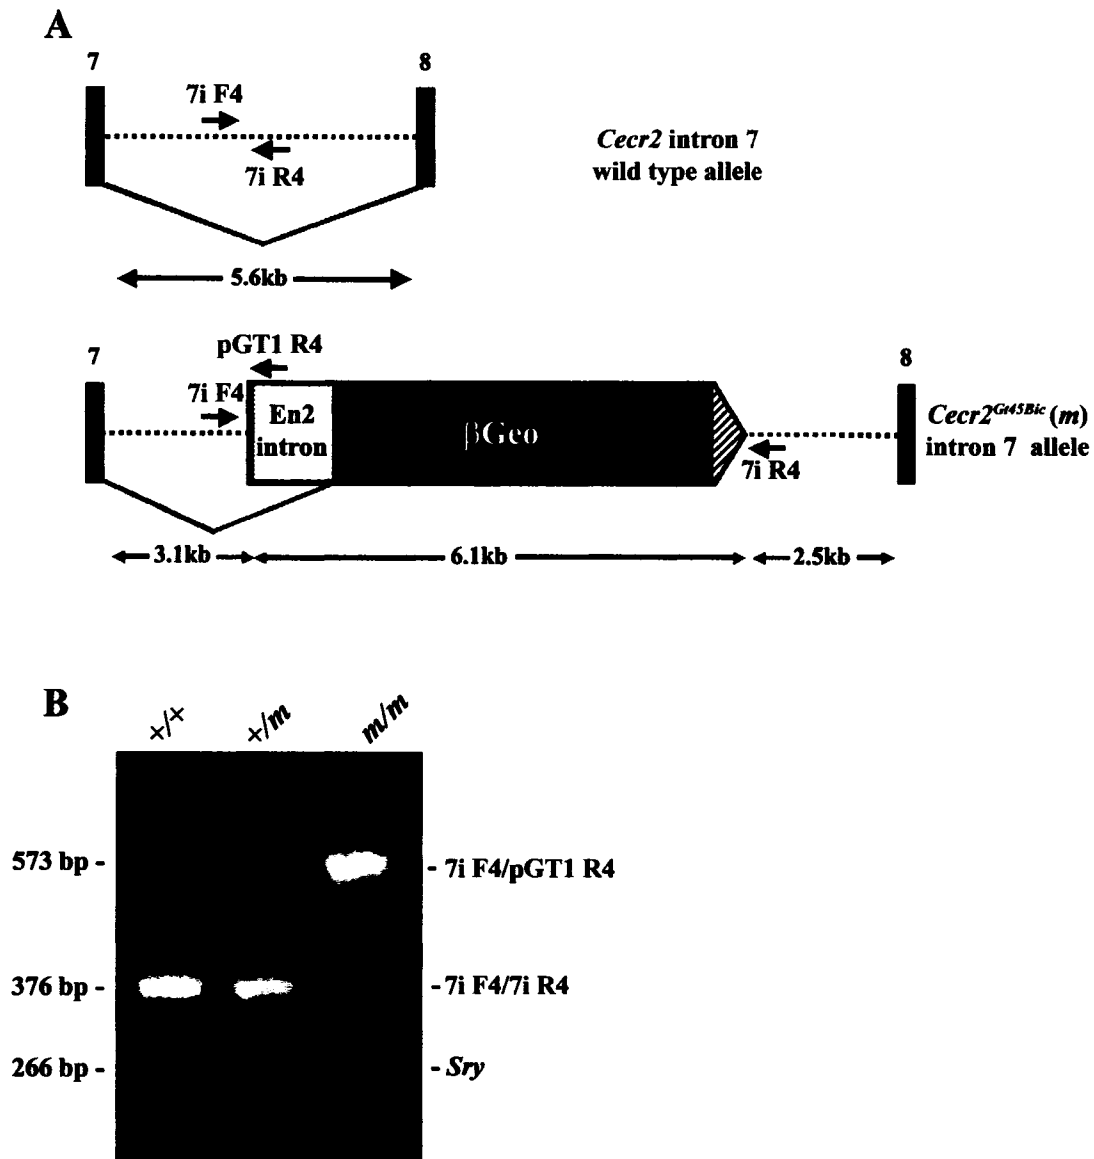 A
7
8
7i F4
7i R4
Cecr2 intron 7
wild type allele
5.6kb
pGT1 R4
7
8
7i F4
En2
intron
βGeo
7i R4
Cecr2Gt45Bic (m)
intron 7 allele
3.1kb
6.1kb
2.5kb
B
+/+
+/m
m/m
573 bp -
- 7i F4/pGT1 R4
376 bp -
- 7i F4/7i R4
266 bp -
- Sry